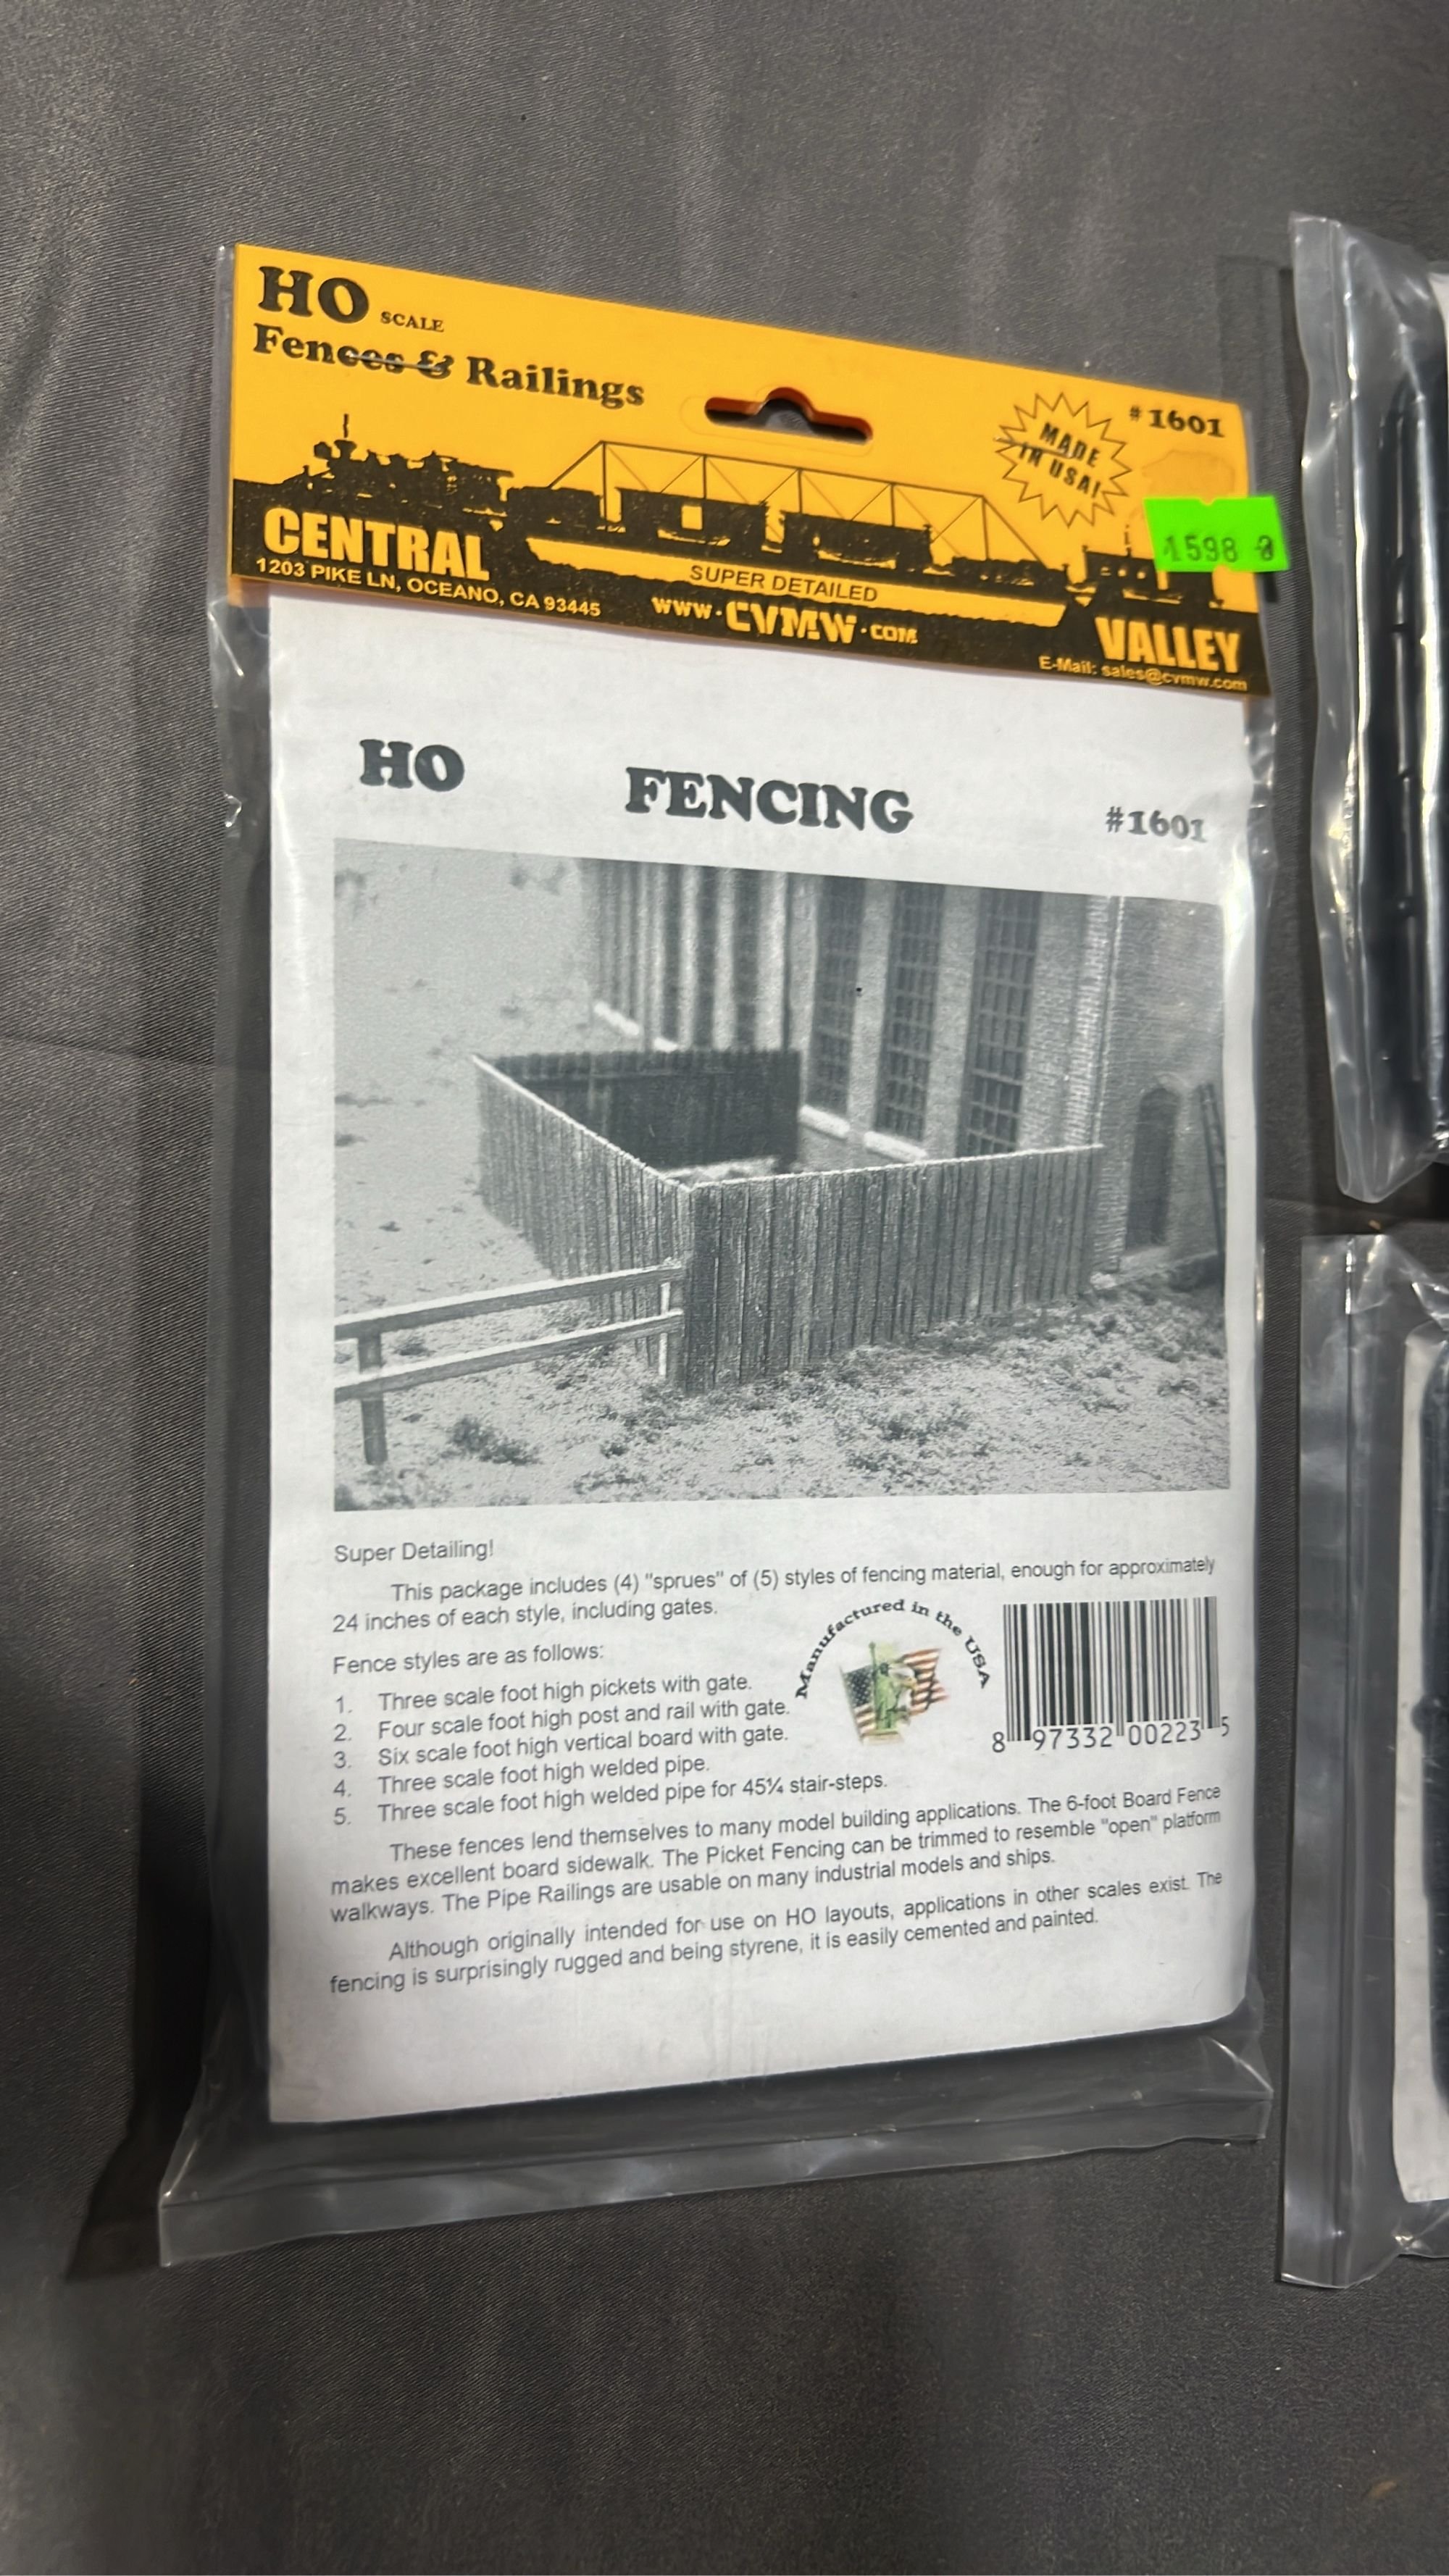 HO SCALE
Fences & Railings
#1601
MADE
IN USA!
1598
CENTRAL
1203 PIKE LN, OCEANO, CA 93445
SUPER DETAILED
WWW.CVMW.COM
VALLEY
E-Mail: sales@cvmw.com
HO FENCING #1601
Super Detailing!
This package includes (4) "sprues" of (5) styles of fencing material, enough for approximately
24 inches of each style, including gates.
Fence styles are as follows:
1. Three scale foot high pickets with gate.
2. Four scale foot high post and rail with gate.
3. Six scale foot high vertical board with gate.
4. Three scale foot high welded pipe.
5. Three scale foot high welded pipe for 45¼ stair-steps.
Manufactured in the USA
8 97332 00223 5
These fences lend themselves to many model building applications. The 6-foot Board Fence
makes excellent board sidewalk. The Picket Fencing can be trimmed to resemble "open" platform
walkways. The Pipe Railings are usable on many industrial models and ships.
Although originally intended for use on HO layouts, applications in other scales exist. The
fencing is surprisingly rugged and being styrene, it is easily cemented and painted.